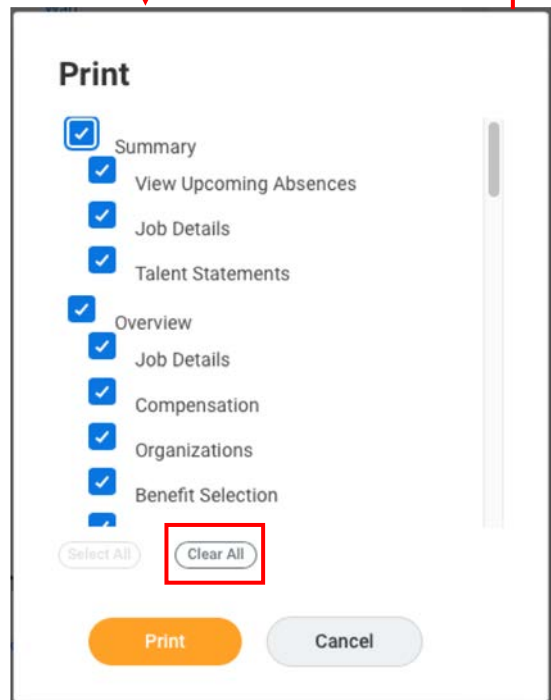 Print
Summary
View Upcoming Absences
Job Details
Talent Statements
Overview
Job Details
Compensation
Organizations
Benefit Selection
Select All Clear All
Print Cancel